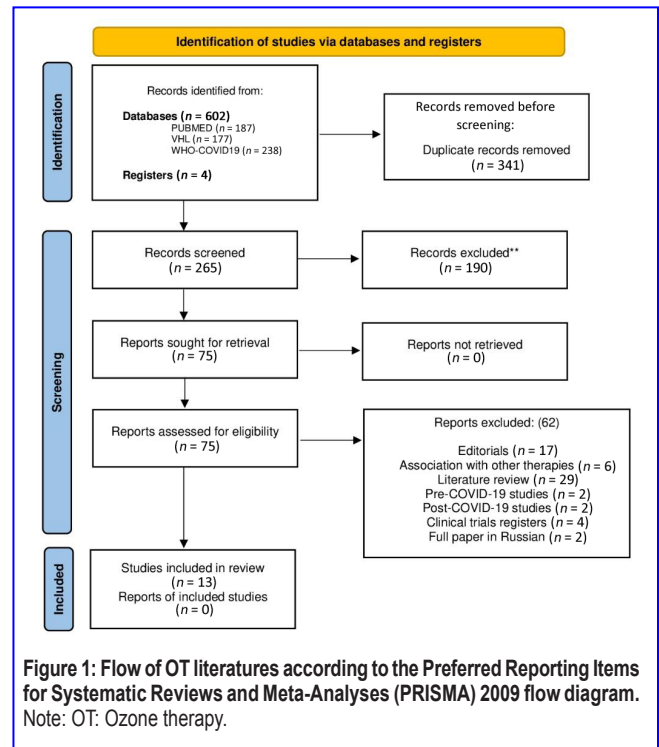 Identification of studies via databases and registers
Identification
Records identified from:
Databases (n = 602)
PUBMED (n = 187)
VHL (n = 177)
WHO-COVID19 (n = 238)
Registers (n = 4)
Records removed before
screening:
Duplicate records removed
(n = 341)
Screening
Records screened
(n = 265)
Records excluded**
(n = 190)
Reports sought for retrieval
(n = 75)
Reports not retrieved
(n = 0)
Reports assessed for eligibility
(n = 75)
Reports excluded: (62)
Editorials (n = 17)
Association with other therapies (n = 6)
Literature review (n = 29)
Pre-COVID-19 studies (n = 2)
Post-COVID-19 studies (n = 2)
Clinical trials registers (n = 4)
Full paper in Russian (n = 2)
Included
Studies included in review
(n = 13)
Reports of included studies
(n = 0)
Figure 1: Flow of OT literatures according to the Preferred Reporting Items
for Systematic Reviews and Meta-Analyses (PRISMA) 2009 flow diagram.
Note: OT: Ozone therapy.